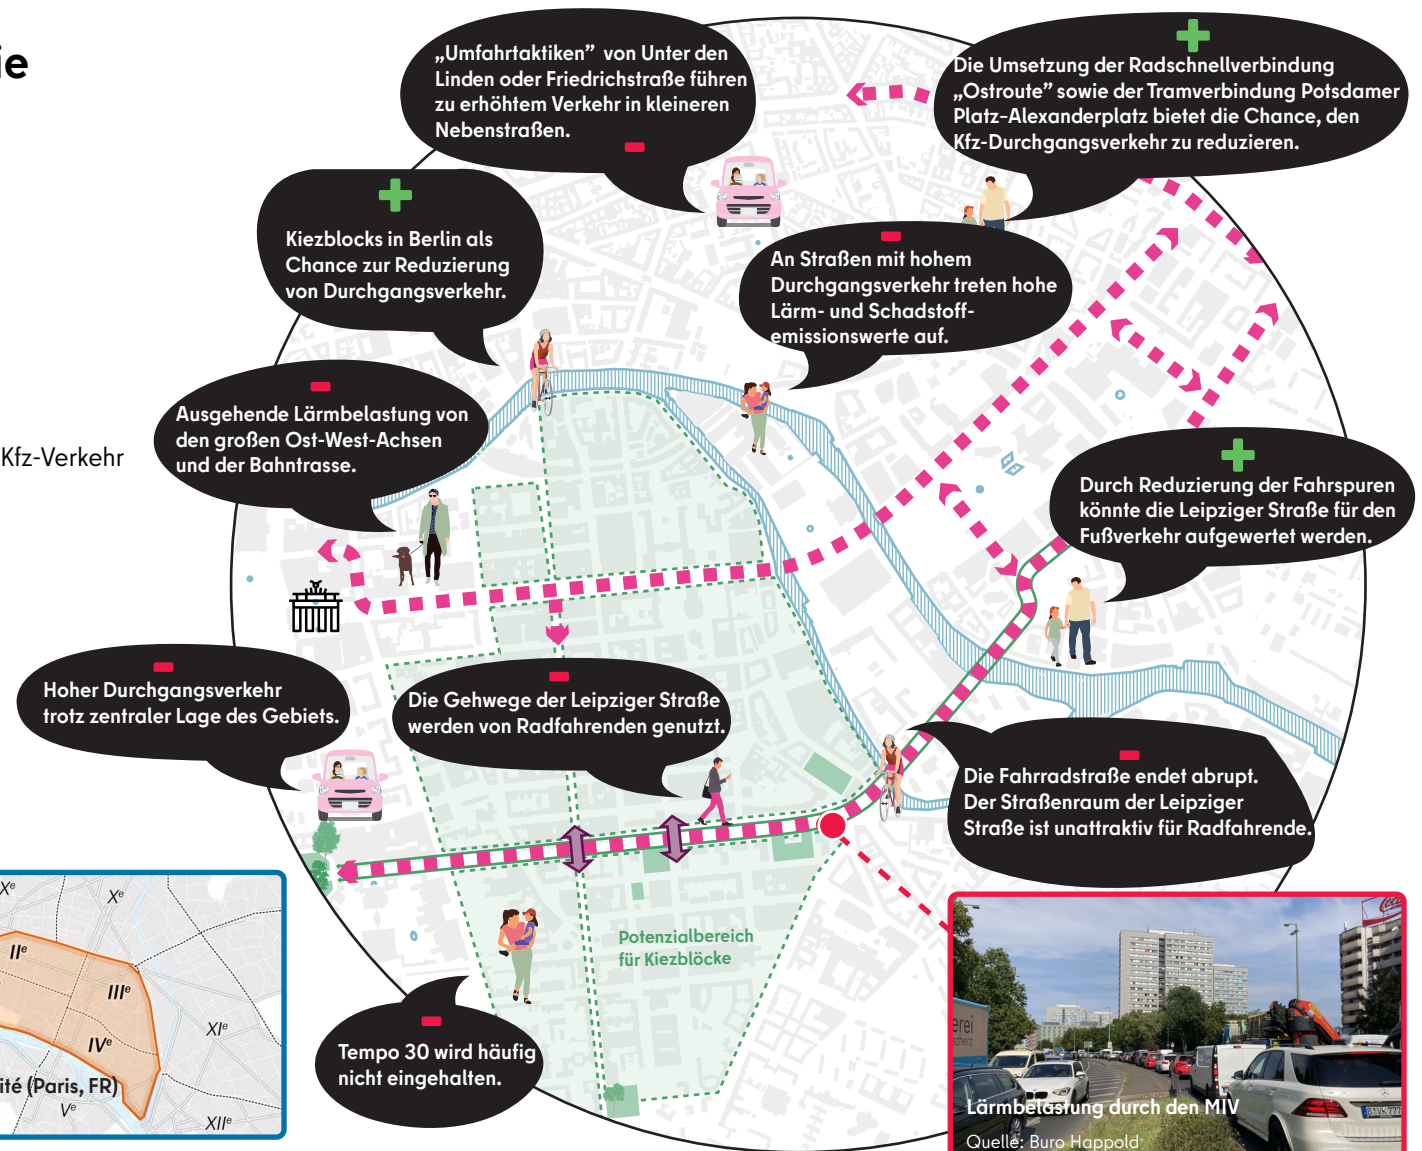 ie
„Umfahrtaktiken” von Unter den
Linden oder Friedrichstraße führen
zu erhöhtem Verkehr in kleineren
Nebenstraßen.
Die Umsetzung der Radschnellverbindung
„Ostroute” sowie der Tramverbindung Potsdamer
Platz-Alexanderplatz bietet die Chance, den
Kfz-Durchgangsverkehr zu reduzieren.
Kiezblocks in Berlin als
Chance zur Reduzierung
von Durchgangsverkehr.
An Straßen mit hohem
Durchgangsverkehr treten hohe
Lärm- und Schadstoff-
emissionswerte auf.
Ausgehende Lärmbelastung von
den großen Ost-West-Achsen
und der Bahntrasse.
Kfz-Verkehr
Durch Reduzierung der Fahrspuren
könnte die Leipziger Straße für den
Fußverkehr aufgewertet werden.
Hoher Durchgangsverkehr
trotz zentraler Lage des Gebiets.
Die Gehwege der Leipziger Straße
werden von Radfahrenden genutzt.
Die Fahrradstraße endet abrupt.
Der Straßenraum der Leipziger
Straße ist unattraktiv für Radfahrende.
Potenzialbereich
für Kiezblöcke
Tempo 30 wird häufig
nicht eingehalten.
Xᵉ
Xᵉ
IIᵉ
IIIᵉ
XIᵉ
IVᵉ
ité (Paris, FR)
Vᵉ
XIIᵉ
erei
Lärmbelastung durch den MIV
Quelle: Buro Happold